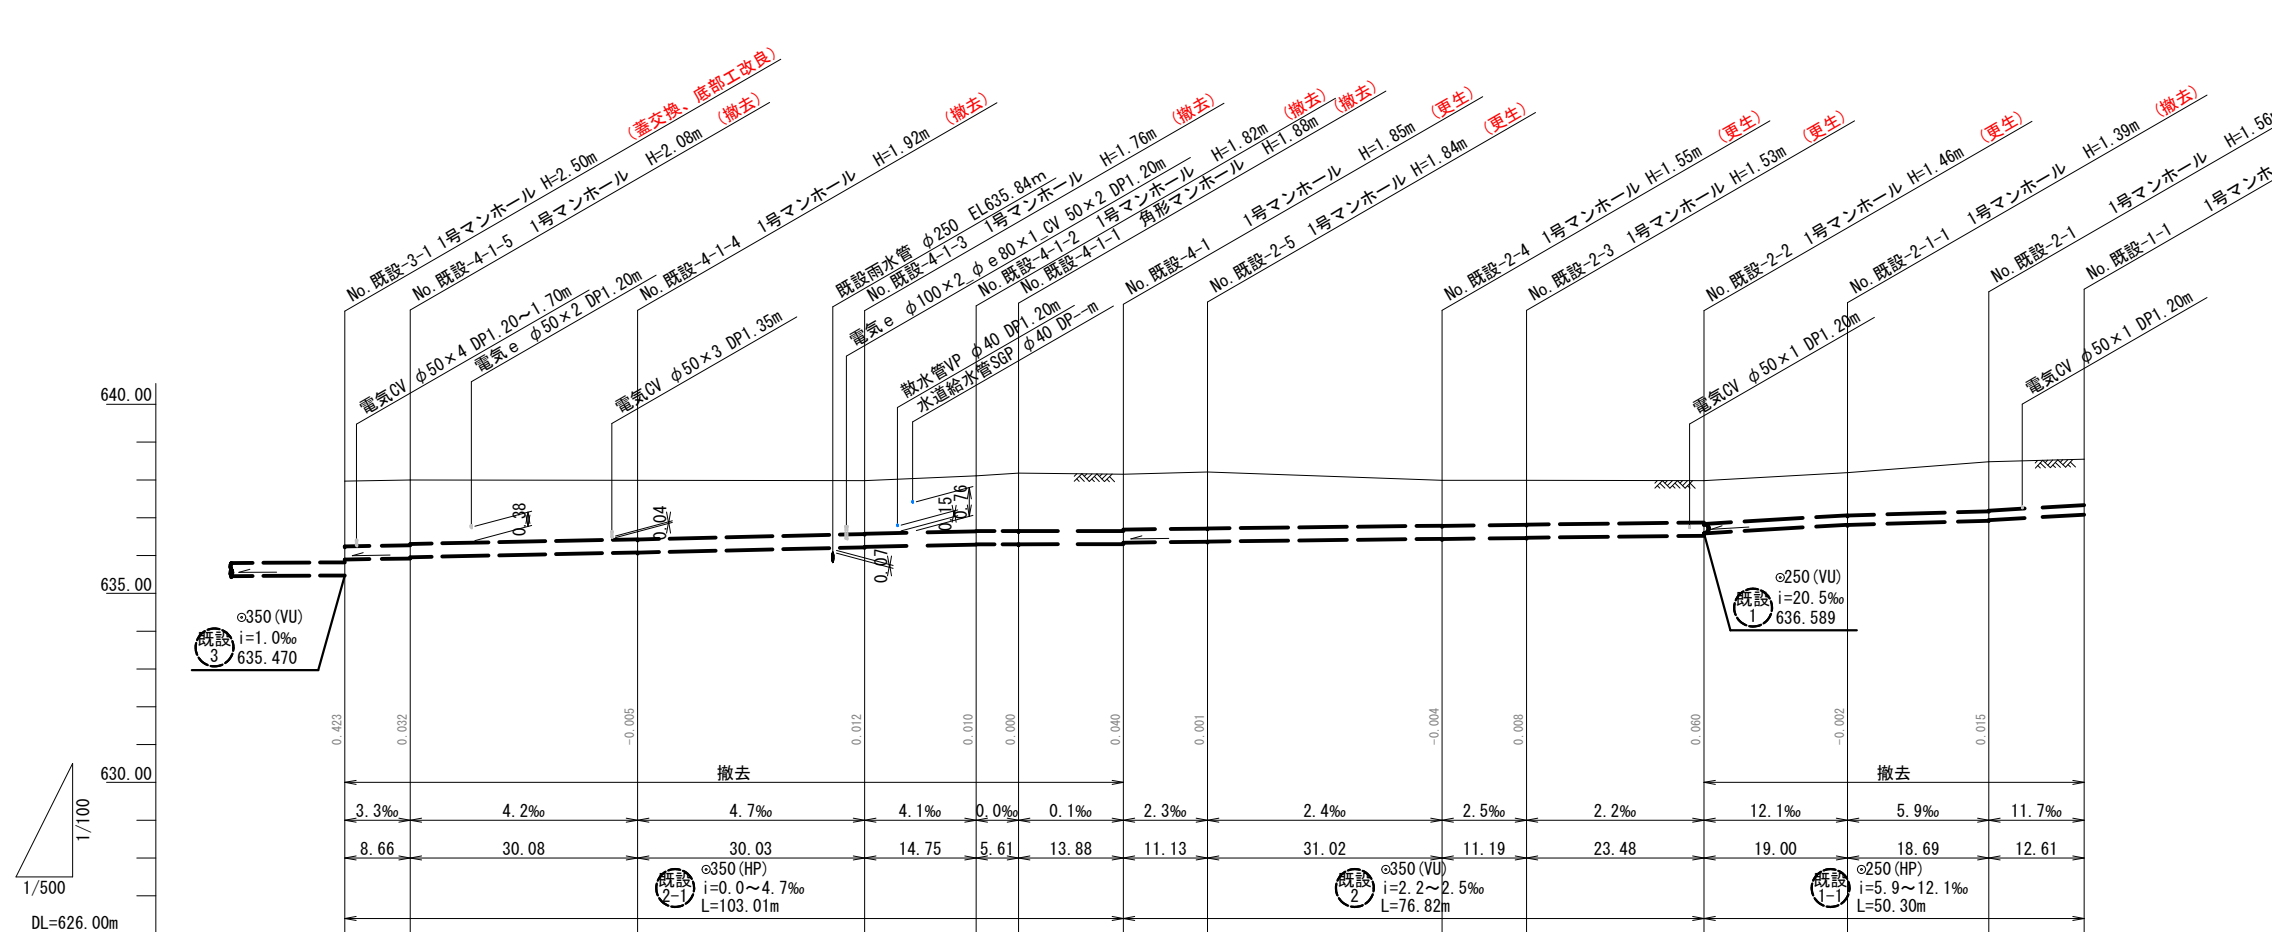 No.既設-3-1 1号マンホール H=2.50m (蓋交換、底部工改良)
No.既設-4-1-5 1号マンホール H=2.08m (撤去)
電気CV φ50×4 DP1.20～1.70m
電気e φ50×2 DP1.20m
No.既設-4-1-4 1号マンホール H=1.92m (撤去)
電気CV φ50×3 DP1.35m
既設雨水管 φ250 EL635.84m
No.既設-4-1-3 1号マンホール H=1.76m (撤去)
電気e φ100×2_φe80×1_CV 50×2 DP1.20m
No.既設-4-1-2 1号マンホール H=1.82m (撤去)
No.既設-4-1-1 角形マンホール H=1.88m (撤去)
散水管VP φ40 DP1.20m
水道給水管SGP φ40 DP--m
No.既設-4-1 1号マンホール H=1.85m (更生)
No.既設-2-5 1号マンホール H=1.84m (更生)
No.既設-2-4 1号マンホール H=1.55m (更生)
No.既設-2-3 1号マンホール H=1.53m (更生)
No.既設-2-2 1号マンホール H=1.46m (更生)
電気CV φ50×1 DP1.20m
No.既設-2-1-1 1号マンホール H=1.39m (撤去)
No.既設-2-1 1号マンホール H=1.56
No.既設-1-1 1号マンホ
電気CV φ50×1 DP1.20m
640.00
635.00
630.00
0.38
0.04
0.07
0.15
0.76
既設
3
⊙350(VU)
i=1.0‰
635.470
既設
1
⊙250(VU)
i=20.5‰
636.589
0.423 0.032 -0.005 0.012 0.010 0.000 0.040 0.001 -0.004 0.008 0.060 -0.002 0.015
撤去 撤去
3.3‰ 4.2‰ 4.7‰ 4.1‰ 0.0‰ 0.1‰ 2.3‰ 2.4‰ 2.5‰ 2.2‰ 12.1‰ 5.9‰ 11.7‰
8.66 30.08 30.03 14.75 5.61 13.88 11.13 31.02 11.19 23.48 19.00 18.69 12.61
既設
2-1
⊙350(HP)
i=0.0～4.7‰
L=103.01m
既設
2
⊙350(VU)
i=2.2～2.5‰
L=76.82m
既設
1-1
⊙250(HP)
i=5.9～12.1‰
L=50.30m
1/100
1/500
DL=626.00m